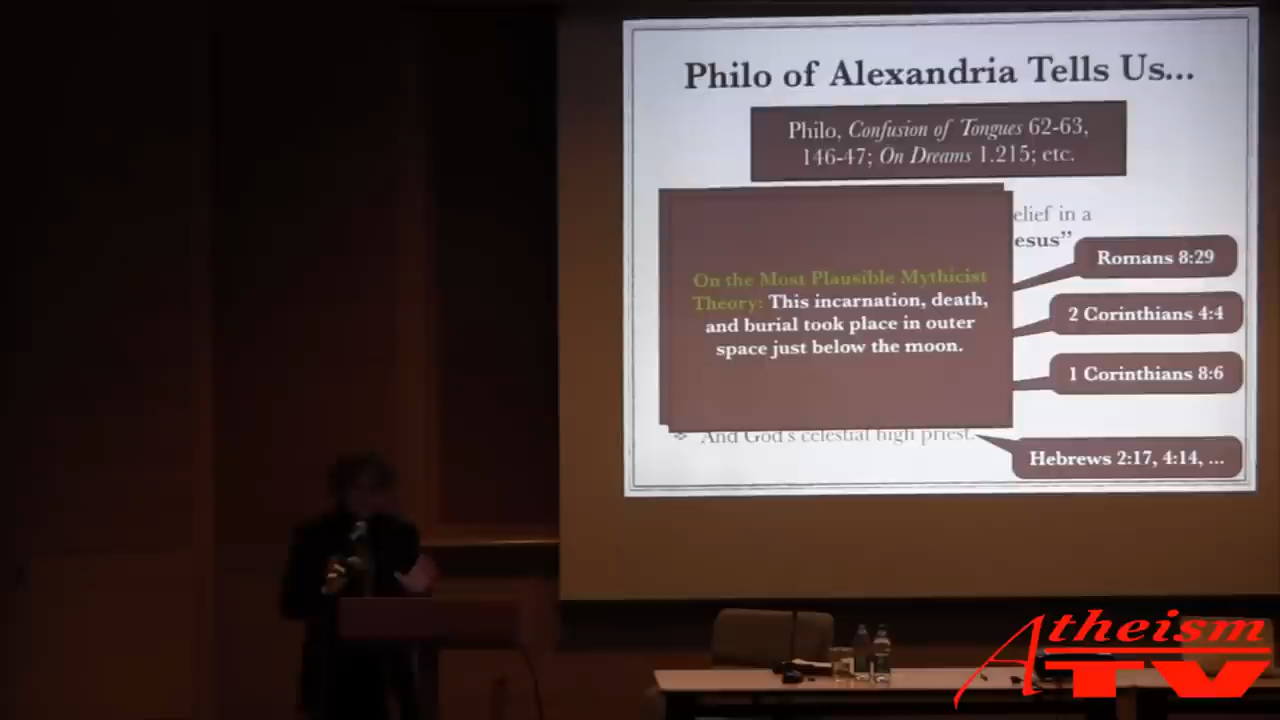 Philo of Alexandria Tells Us...
Philo, Confusion of Tongues 62-63,
146-47; On Dreams 1.215; etc.
elief in a
esus”
On the Most Plausible Mythicist
Theory: This incarnation, death,
and burial took place in outer
space just below the moon.
Romans 8:29
2 Corinthians 4:4
1 Corinthians 8:6
And God's celestial high priest.
Hebrews 2:17, 4:14, ...
Atheism
TV